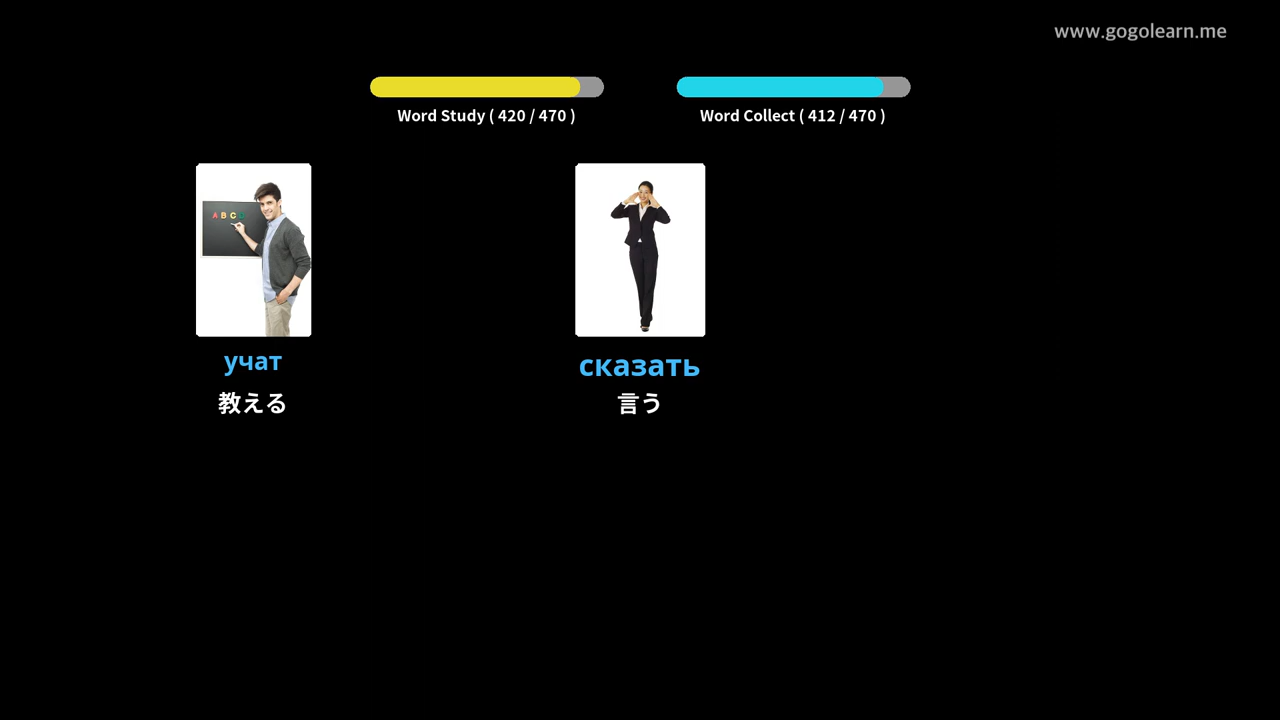 www.gogolearn.me
Word Study ( 420 / 470 )
Word Collect ( 412 / 470 )
A B C D
учат
сказать
教える
言う